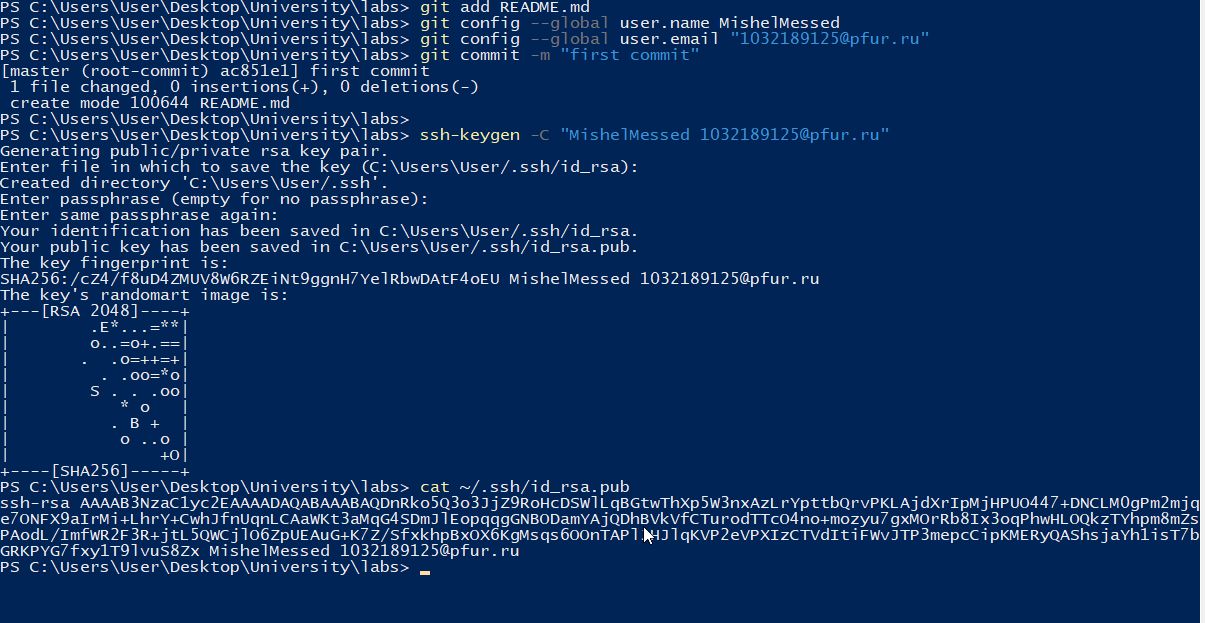 PS C:\Users\User\Desktop\University\labs> git add README.md
PS C:\Users\User\Desktop\University\labs> git config --global user.name MishelMessed
PS C:\Users\User\Desktop\University\labs> git config --global user.email "1032189125@pfur.ru"
PS C:\Users\User\Desktop\University\labs> git commit -m "first commit"
[master (root-commit) ac851e1] first commit
 1 file changed, 0 insertions(+), 0 deletions(-)
 create mode 100644 README.md
PS C:\Users\User\Desktop\University\labs>
PS C:\Users\User\Desktop\University\labs> ssh-keygen -C "MishelMessed 1032189125@pfur.ru"
Generating public/private rsa key pair.
Enter file in which to save the key (C:\Users\User/.ssh/id_rsa):
Created directory 'C:\Users\User/.ssh'.
Enter passphrase (empty for no passphrase):
Enter same passphrase again:
Your identification has been saved in C:\Users\User/.ssh/id_rsa.
Your public key has been saved in C:\Users\User/.ssh/id_rsa.pub.
The key fingerprint is:
SHA256:/cZ4/f8uD4ZMUV8W6RZEiNt9ggnH7YelRbwDAtF4oEU MishelMessed 1032189125@pfur.ru
The key's randomart image is:
+---[RSA 2048]----+
|        .E*...=**|
|        o..=o+.==|
|       .  .o=++=+|
|         . .oo=*o|
|        S . . .oo|
|           * o   |
|          . B +  |
|           o ..o |
|               +O|
+----[SHA256]-----+
PS C:\Users\User\Desktop\University\labs> cat ~/.ssh/id_rsa.pub
ssh-rsa AAAAB3NzaC1yc2EAAAADAQABAAABAQDnRko5Q3o3JjZ9RoHcDSWlLqBGtwThXp5W3nxAzLrYpttbQrvPKLAjdXrIpMjHPUO447+DNCLM0gPm2mjq
e7ONFX9aIrMi+LhrY+CwhJfnUqnLCAaWKt3aMqG4SDmJlEopqqgGNBODamYAjQDhBVkVfCTurodTTcO4no+mozyu7gxMOrRb8Ix3oqPhwHLOQkzTYhpm8mZs
PAodL/ImfWR2F3R+jtL5QWCjlO6ZpUEAuG+K7Z/SfxkhpBxOX6KgMsqs6OOnTAPl
GRKPYG7fxy1T9lvuS8Zx MishelMessed 1032189125@pfur.ru
PS C:\Users\User\Desktop\University\labs>